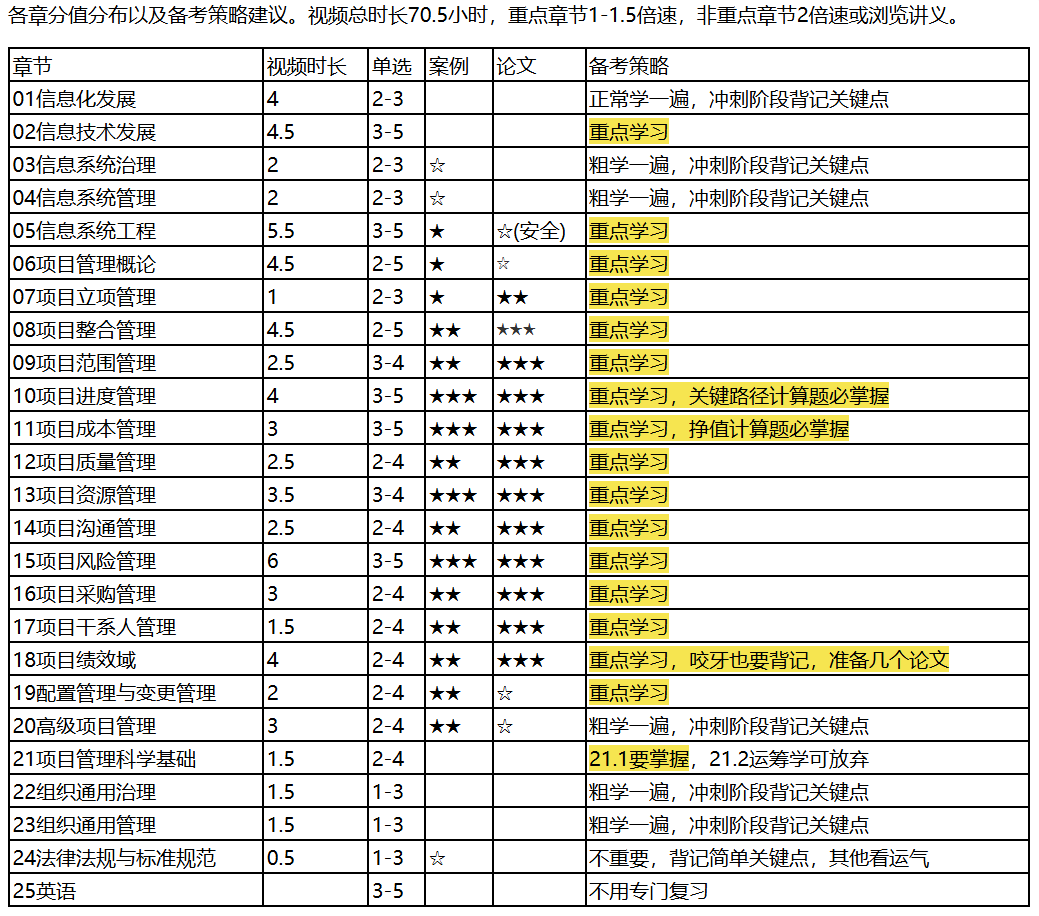 各章分值分布以及备考策略建议。视频总时长70.5小时，重点章节1-1.5倍速，非重点章节2倍速或浏览讲义。
章节 视频时长 单选 案例 论文 备考策略
01信息化发展 4 2-3 正常学一遍，冲刺阶段背记关键点
02信息技术发展 4.5 3-5 重点学习
03信息系统治理 2 2-3 ☆ 粗学一遍，冲刺阶段背记关键点
04信息系统管理 2 2-3 ☆ 粗学一遍，冲刺阶段背记关键点
05信息系统工程 5.5 3-5 ★ ☆(安全) 重点学习
06项目管理概论 4.5 2-5 ★ ☆ 重点学习
07项目立项管理 1 2-3 ★ ★★ 重点学习
08项目整合管理 4.5 2-5 ★★ ★★★ 重点学习
09项目范围管理 2.5 3-4 ★★ ★★★ 重点学习
10项目进度管理 4 3-5 ★★★ ★★★ 重点学习，关键路径计算题必掌握
11项目成本管理 3 3-5 ★★★ ★★★ 重点学习，挣值计算题必掌握
12项目质量管理 2.5 2-4 ★★ ★★★ 重点学习
13项目资源管理 3.5 3-4 ★★★ ★★★ 重点学习
14项目沟通管理 2.5 2-4 ★★ ★★★ 重点学习
15项目风险管理 6 3-5 ★★★ ★★★ 重点学习
16项目采购管理 3 2-4 ★★ ★★★ 重点学习
17项目干系人管理 1.5 2-4 ★★ ★★★ 重点学习
18项目绩效域 4 2-4 ★★ ★★★ 重点学习，咬牙也要背记，准备几个论文
19配置管理与变更管理 2 2-4 ★★ ☆ 重点学习
20高级项目管理 3 2-4 ★★ ☆ 粗学一遍，冲刺阶段背记关键点
21项目管理科学基础 1.5 2-4 21.1要掌握，21.2运筹学可放弃
22组织通用治理 1.5 1-3 粗学一遍，冲刺阶段背记关键点
23组织通用管理 1.5 1-3 粗学一遍，冲刺阶段背记关键点
24法律法规与标准规范 0.5 1-3 ☆ 不重要，背记简单关键点，其他看运气
25英语 3-5 不用专门复习